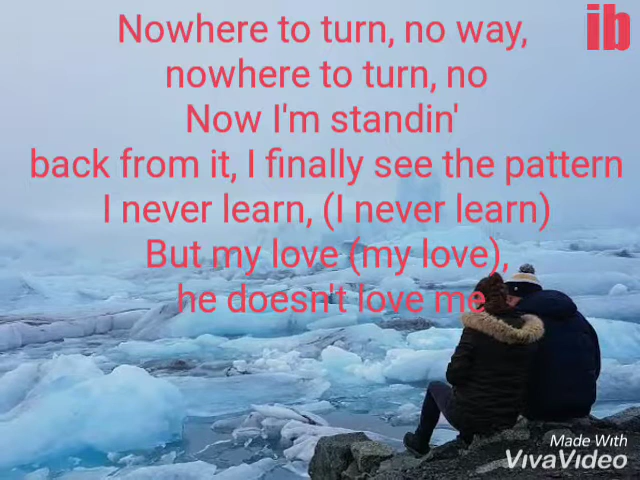 Nowhere to turn, no way,
ib
nowhere to turn, no
Now I'm standin'
back from it, I finally see the pattern
I never learn, (I never learn)
But my love (my love),
he doesn't love me
Made With
VivaVideo